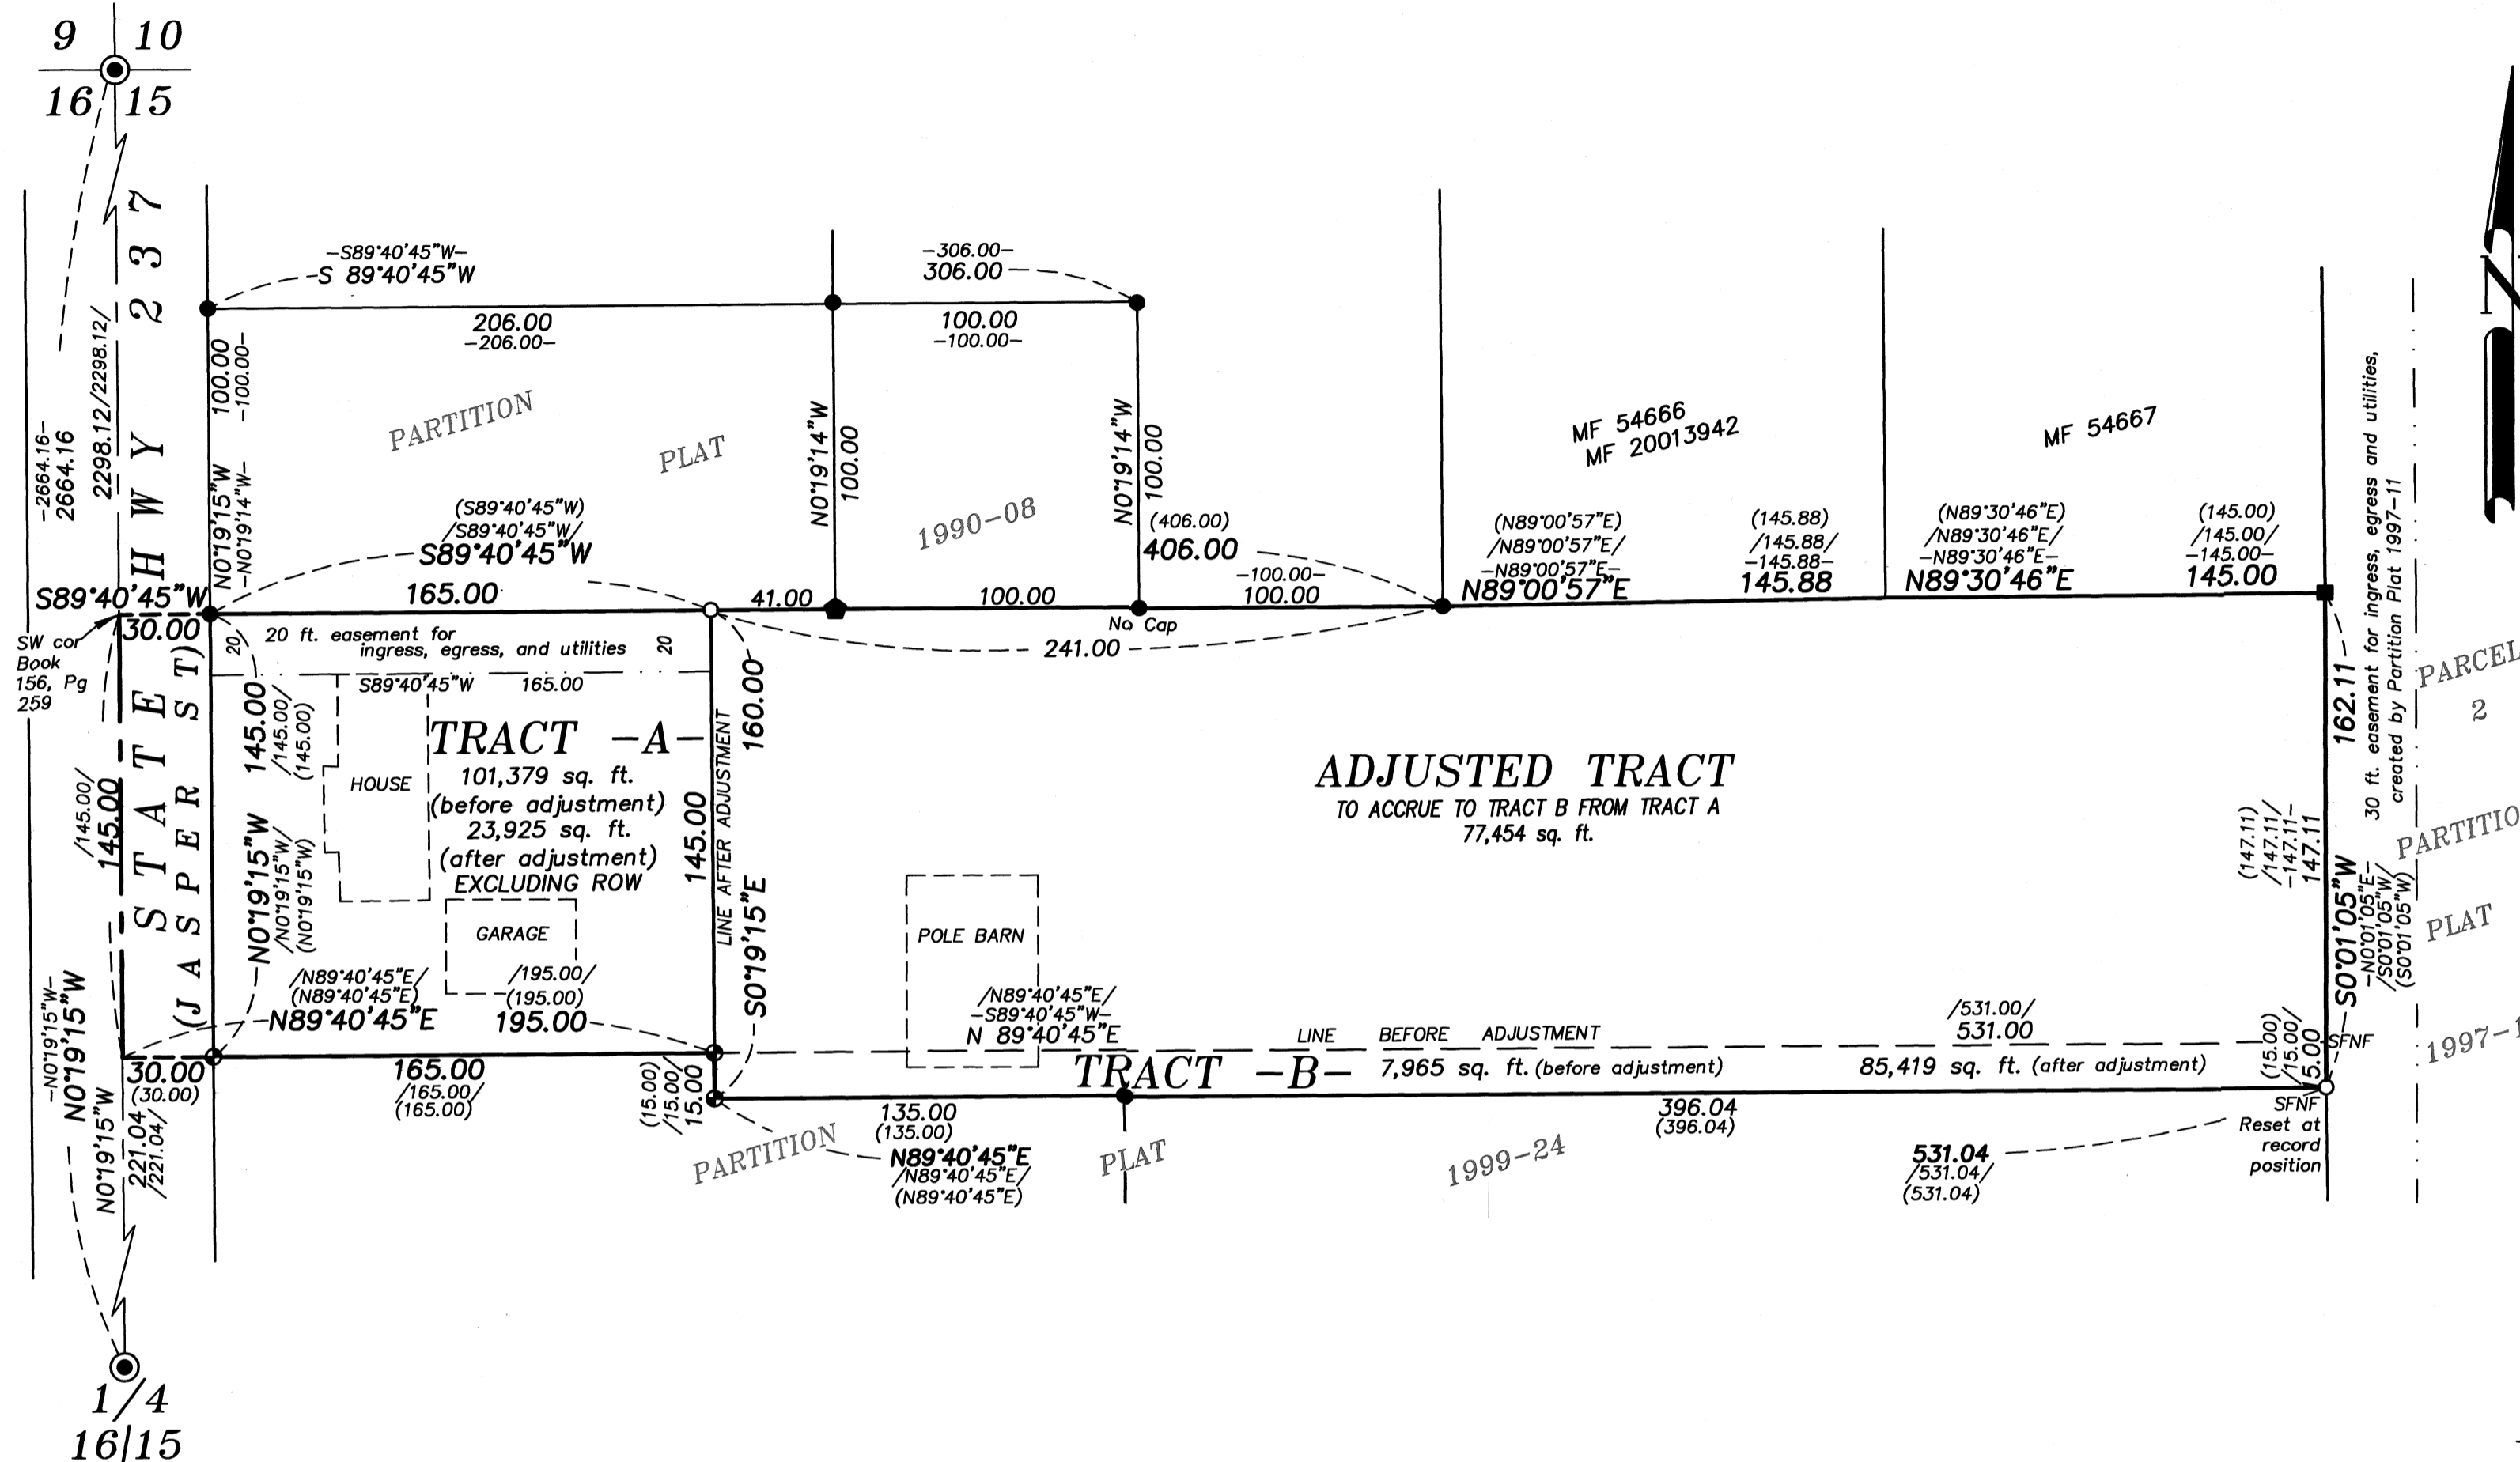 9 10
16 15
STATE HWY 237
(JASPER ST)
-S89°40'45"W-
S 89°40'45"W
-306.00-
306.00
206.00
-206.00-
100.00
-100.00-
100.00
-100.00-
N0°19'15"W
-N0°19'14"W-
-2664.16-
2664.16
2298.12/2298.12/
PARTITION
PLAT
1990-08
N0°19'14"W
100.00
N0°19'14"W
100.00
(S89°40'45"W)
/S89°40'45"W/
S89°40'45"W
165.00
41.00
100.00
(406.00)
406.00
-100.00-
100.00
No Cap
241.00
MF 54666
MF 20013942
MF 54667
(N89°00'57"E)
/N89°00'57"E/
-N89°00'57"E-
N89°00'57"E
(145.88)
/145.88/
-145.88-
145.88
(N89°30'46"E)
/N89°30'46"E/
-N89°30'46"E-
N89°30'46"E
(145.00)
/145.00/
-145.00-
145.00
30 ft. easement for ingress, egress and utilities,
created by Partition Plat 1997-11
N
S89°40'45"W
30.00
SW cor
Book
156, Pg
259
20
20 ft. easement for
ingress, egress, and utilities
20
S89°40'45"W 165.00
145.00
/145.00/
(145.00)
N0°19'15"W
/N0°19'15"W/
(N0°19'15"W)
/145.00/
145.00
HOUSE
TRACT -A-
101,379 sq. ft.
(before adjustment)
23,925 sq. ft.
(after adjustment)
EXCLUDING ROW
GARAGE
145.00
LINE AFTER ADJUSTMENT
160.00
S0°19'15"E
ADJUSTED TRACT
TO ACCRUE TO TRACT B FROM TRACT A
77,454 sq. ft.
POLE BARN
162.11
(147.11)
/147.11/
-147.11-
147.11
S0°01'05"W
-N0°01'05"E-
/S0°01'05"W/
(S0°01'05"W)
PARCEL
2
PARTITIO
PLAT
1997-1
/N89°40'45"E/
(N89°40'45"E)
N89°40'45"E
/195.00/
(195.00)
195.00
/N89°40'45"E/
-S89°40'45"W-
N 89°40'45"E
LINE BEFORE ADJUSTMENT
/531.00/
531.00
TRACT -B-
7,965 sq. ft. (before adjustment)
85,419 sq. ft. (after adjustment)
(15.00)
/15.00/
5.00
SFNF
30.00
(30.00)
165.00
/165.00/
(165.00)
(15.00)
/15.00/
15.00
135.00
(135.00)
N89°40'45"E
/N89°40'45"E/
(N89°40'45"E)
396.04
(396.04)
531.04
/531.04/
(531.04)
SFNF
Reset at
record
position
PARTITION
PLAT
1999-24
-N0°19'15"W-
N0°19'15"W
N0°19'15"W
221.04
/221.04/
1/4
16|15